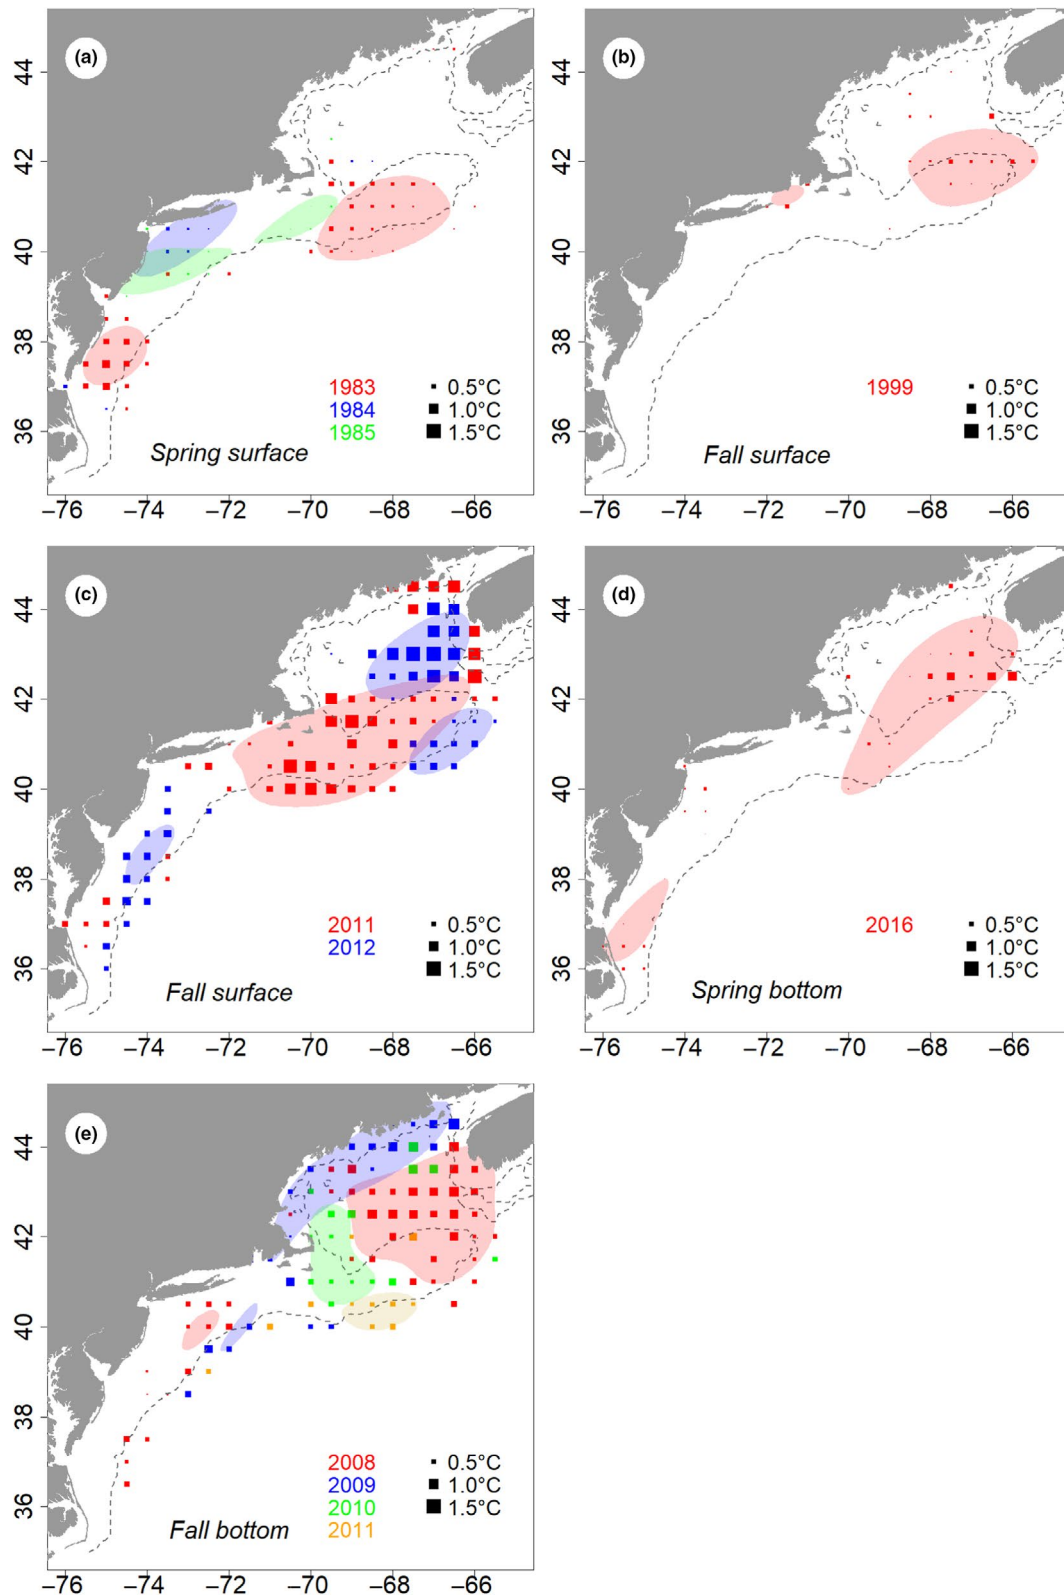 (a)
44
42
40
38
36
1983 0.5°C
1984 1.0°C
1985 1.5°C
Spring surface
−76 −74 −72 −70 −68 −66
(b)
44
42
40
38
36
1999 0.5°C
1.0°C
1.5°C
Fall surface
−76 −74 −72 −70 −68 −66
(c)
44
42
40
38
36
2011 0.5°C
2012 1.0°C
1.5°C
Fall surface
−76 −74 −72 −70 −68 −66
(d)
44
42
40
38
36
2016 0.5°C
1.0°C
1.5°C
Spring bottom
−76 −74 −72 −70 −68 −66
(e)
44
42
40
38
36
2008 0.5°C
2009 1.0°C
2010 1.5°C
2011
Fall bottom
−76 −74 −72 −70 −68 −66